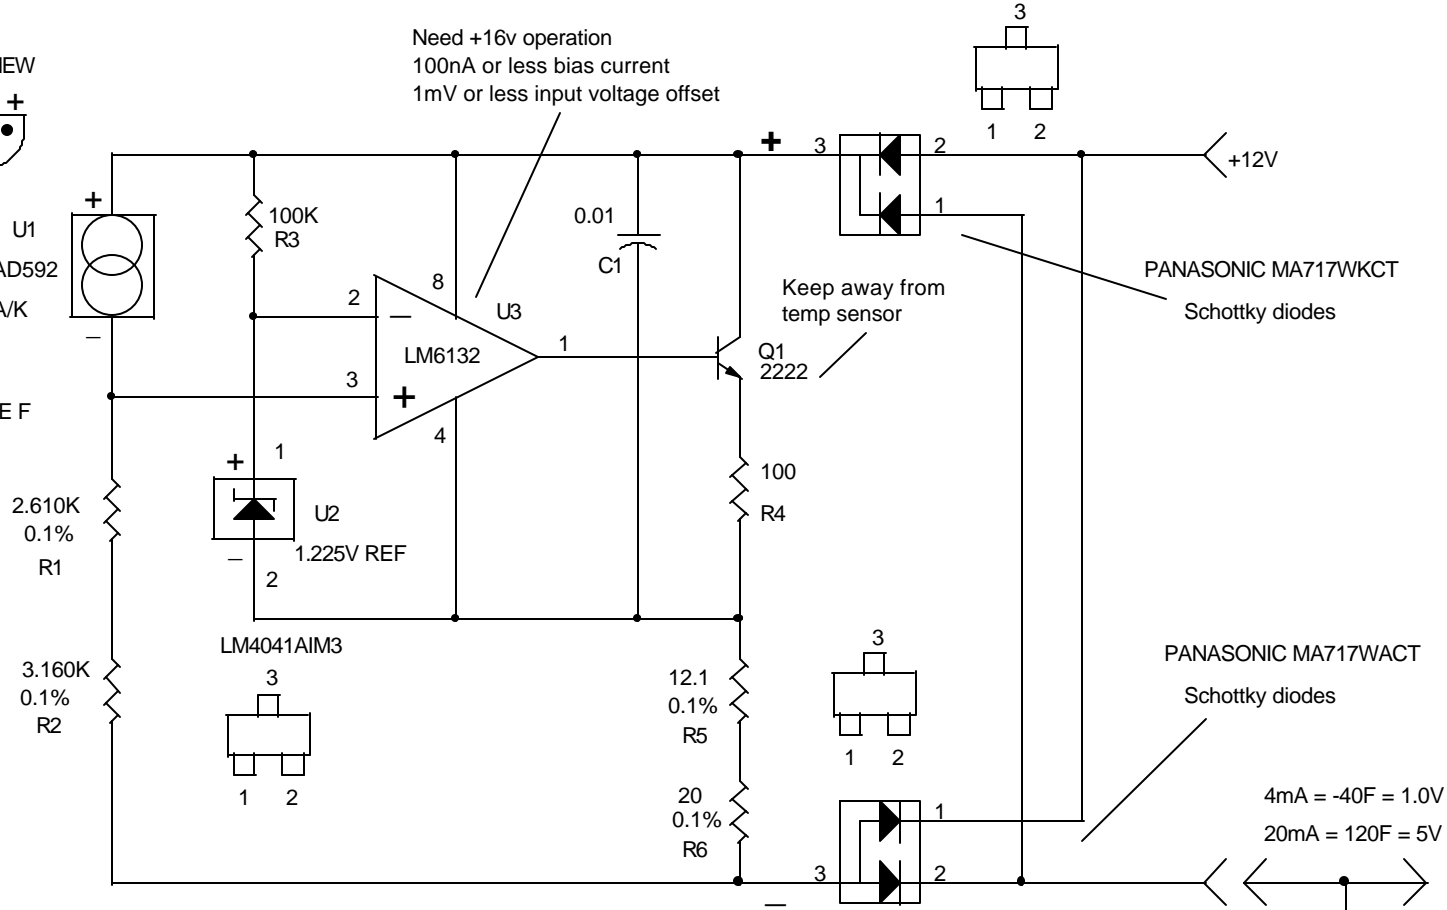 Need +16v operation
100nA or less bias current
1mV or less input voltage offset
3
1 2
+
+
+
3
2
1
+12V
U1
AD592
A/K
–
100K
R3
0.01
C1
8
2
–
U3
LM6132
1
3
+
4
Keep away from
temp sensor
Q1
2222
PANASONIC MA717WKCT
Schottky diodes
E F
+
1
U2
1.225V REF
–
2
LM4041AIM3
3
1 2
2.610K
0.1%
R1
3.160K
0.1%
R2
100
R4
12.1
0.1%
R5
20
0.1%
R6
3
1 2
PANASONIC MA717WACT
Schottky diodes
3
1
2
–
4mA = -40F = 1.0V
20mA = 120F = 5V